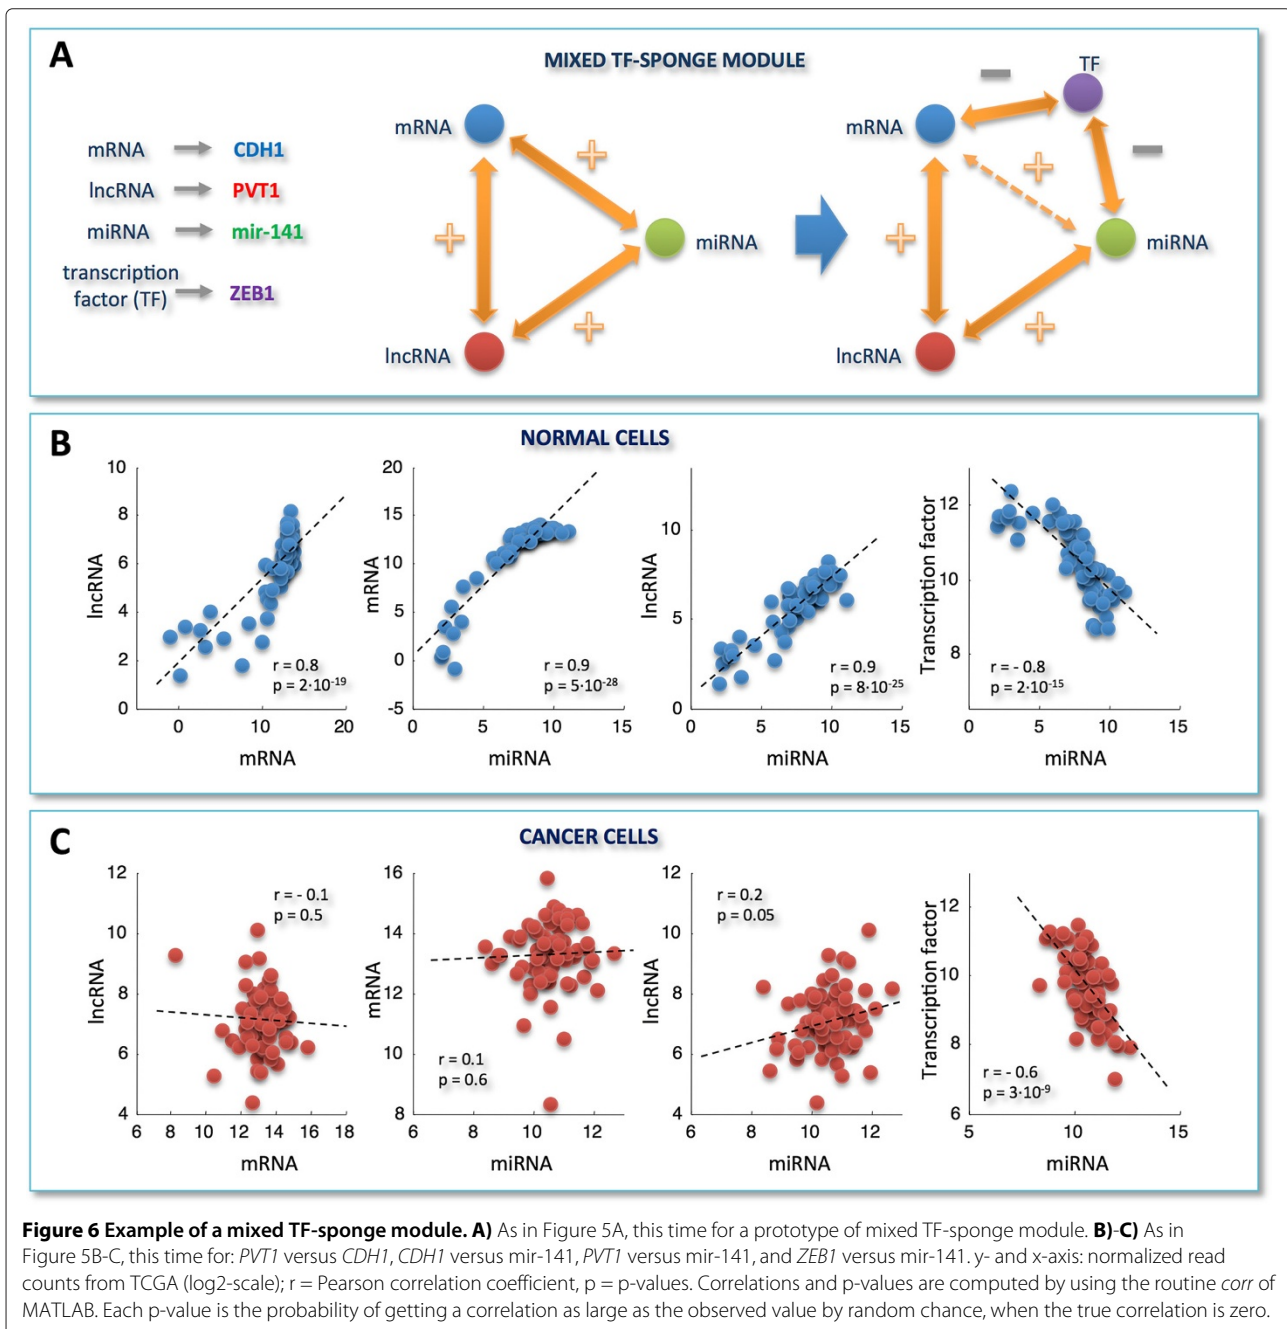 A
MIXED TF-SPONGE MODULE
mRNA CDH1
lncRNA PVT1
miRNA mir-141
transcription
factor (TF) ZEB1
mRNA
+
+
miRNA
+
lncRNA
TF
−
mRNA
−
+
+
miRNA
+
lncRNA
B
NORMAL CELLS
lncRNA
10
8
6
4
2
0
0 10 20
mRNA
r = 0.8
p = 2·10-19
mRNA
20
15
10
5
0
-5
0 5 10 15
miRNA
r = 0.9
p = 5·10-28
lncRNA
10
5
0
0 5 10 15
miRNA
r = 0.9
p = 8·10-25
Transcription factor
12
10
8
0 5 10 15
miRNA
r = - 0.8
p = 2·10-15
C
CANCER CELLS
lncRNA
12
10
8
6
4
6 8 10 12 14 16 18
mRNA
r = - 0.1
p = 0.5
mRNA
16
14
12
10
8
6 8 10 12
miRNA
r = 0.1
p = 0.6
lncRNA
12
10
8
6
4
6 8 10 12
miRNA
r = 0.2
p = 0.05
Transcription factor
12
10
8
6
5 10 15
miRNA
r = - 0.6
p = 3·10-9
Figure 6 Example of a mixed TF-sponge module. A) As in Figure 5A, this time for a prototype of mixed TF-sponge module. B)-C) As in
Figure 5B-C, this time for: PVT1 versus CDH1, CDH1 versus mir-141, PVT1 versus mir-141, and ZEB1 versus mir-141. y- and x-axis: normalized read
counts from TCGA (log2-scale); r = Pearson correlation coefficient, p = p-values. Correlations and p-values are computed by using the routine corr of
MATLAB. Each p-value is the probability of getting a correlation as large as the observed value by random chance, when the true correlation is zero.